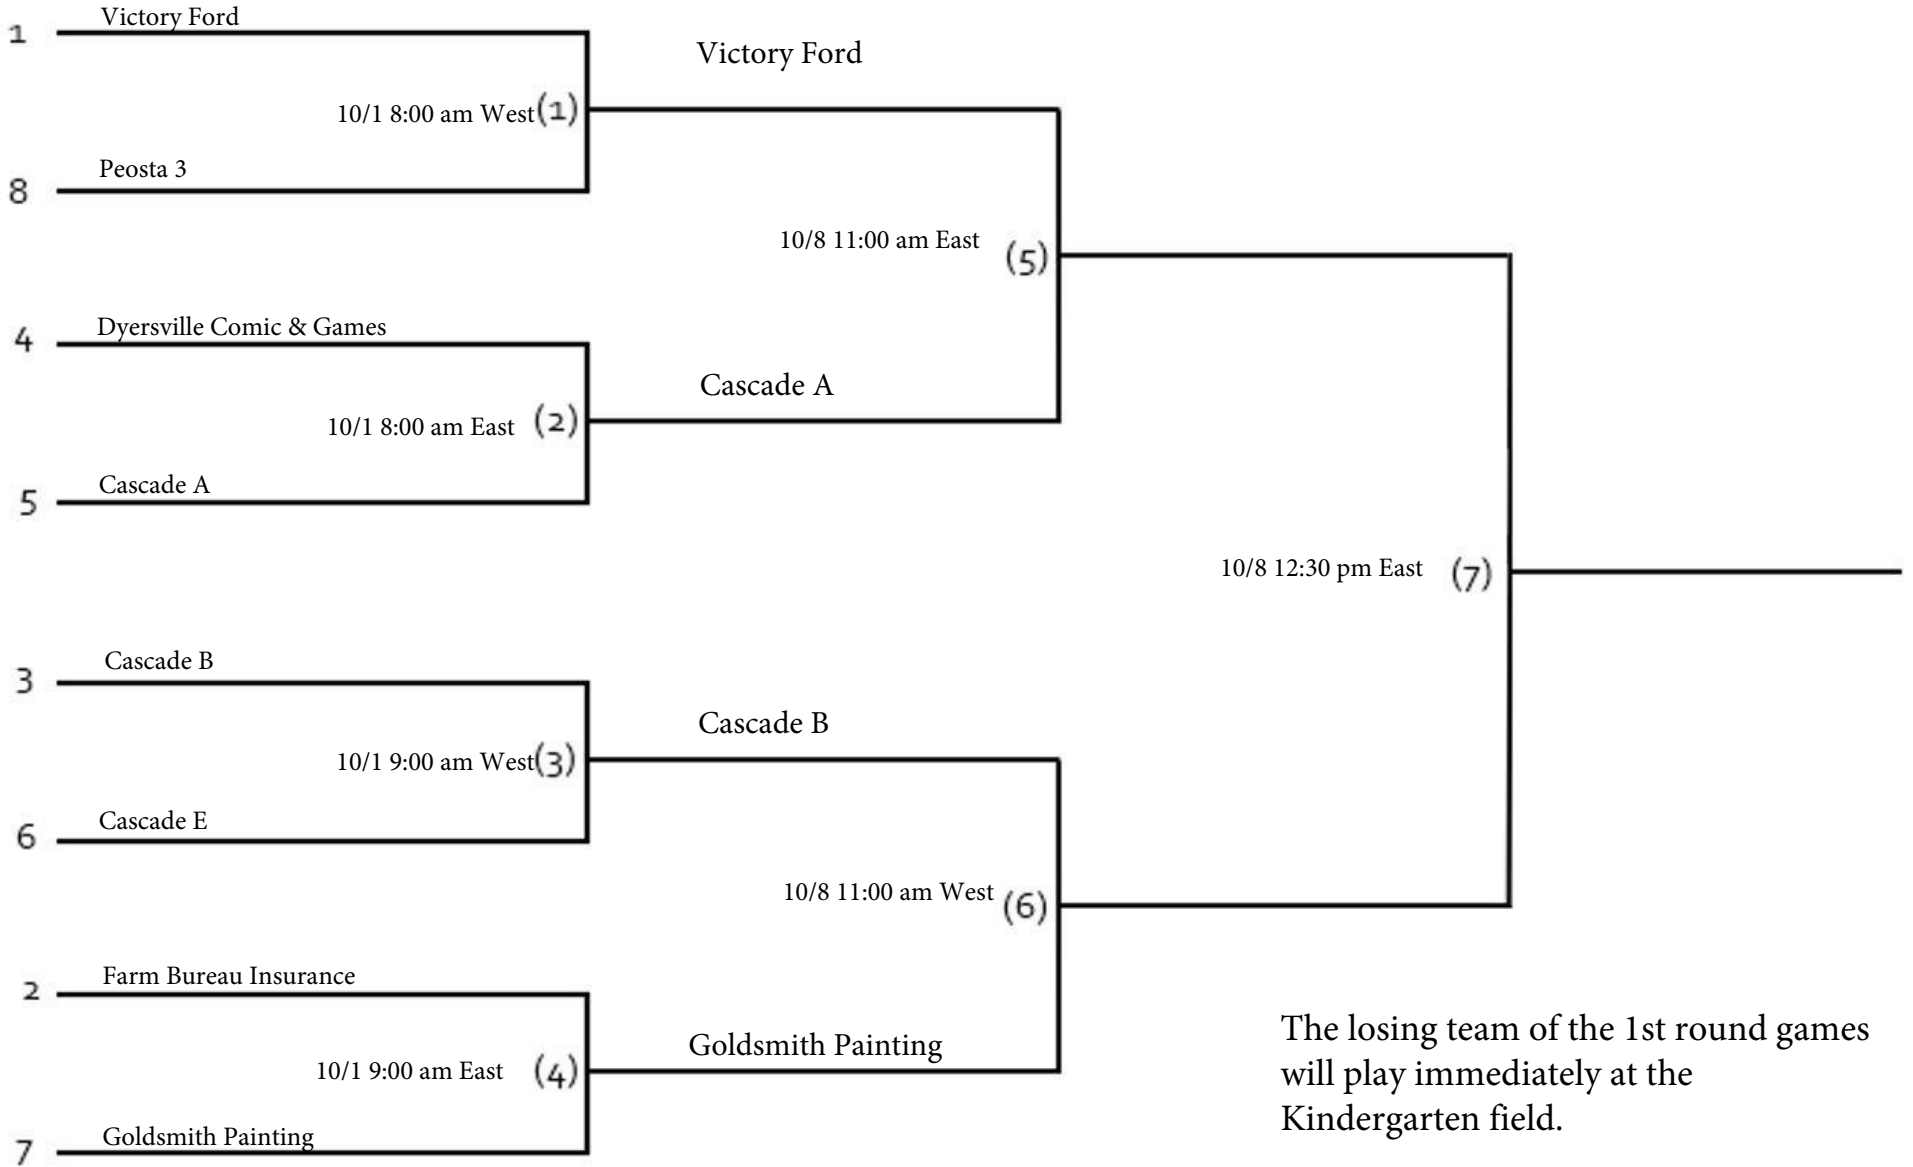 1
Victory Ford
Victory Ford
10/1 8:00 am West (1)
8
Peosta 3
10/8 11:00 am East (5)
4
Dyersville Comic & Games
Cascade A
10/1 8:00 am East (2)
5
Cascade A
10/8 12:30 pm East (7)
3
Cascade B
Cascade B
10/1 9:00 am West (3)
6
Cascade E
10/8 11:00 am West (6)
2
Farm Bureau Insurance
Goldsmith Painting
10/1 9:00 am East (4)
7
Goldsmith Painting
The losing team of the 1st round games
will play immediately at the
Kindergarten field.